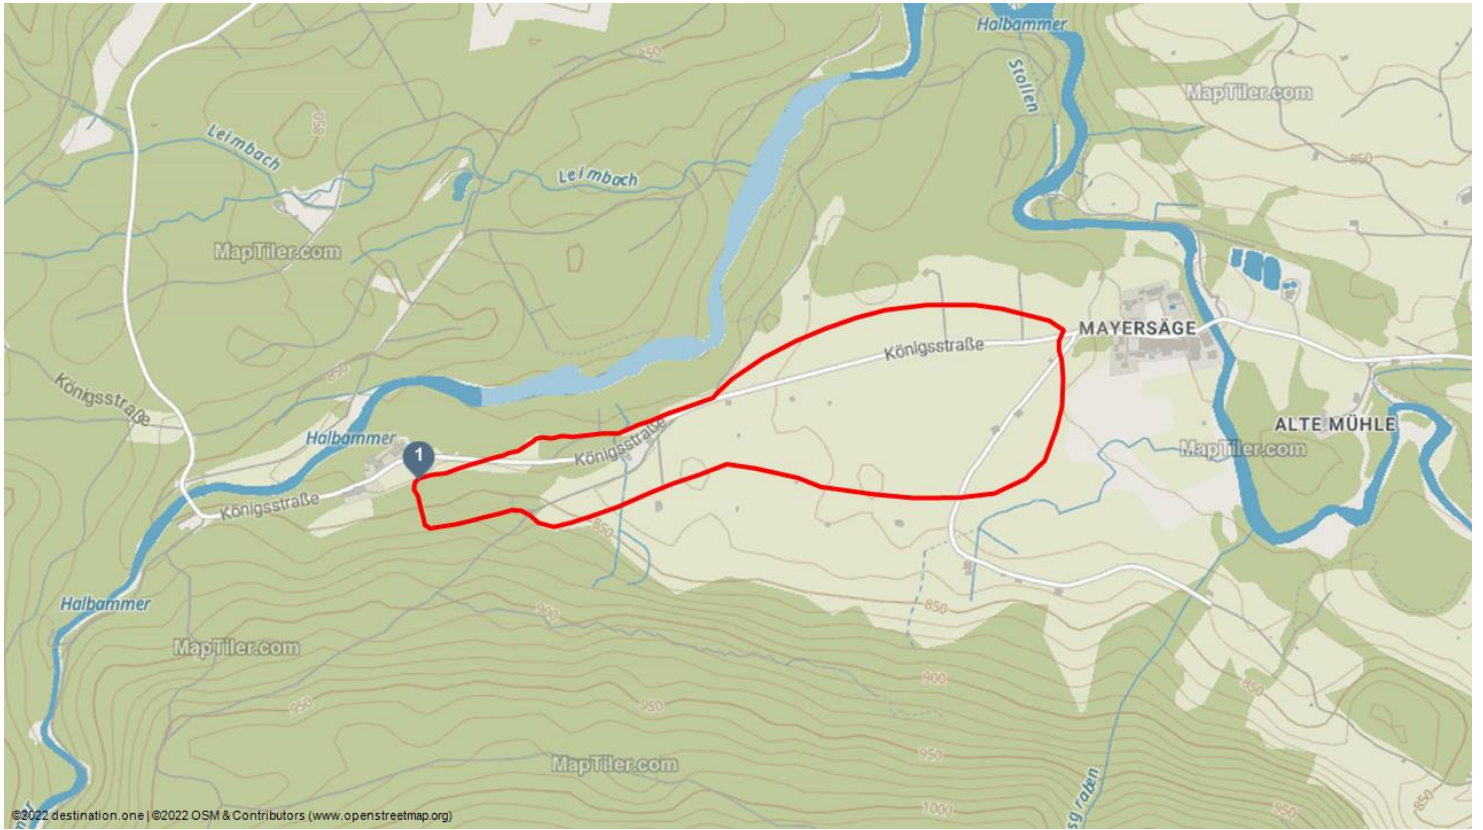 Halbammer
850
Stollen
MapTiler.com
850
Leimbach
850
Leimbach
MapTiler.com
MAYERSÄGE
Königsstraße
850
Königsstraße
ALTE MÜHLE
Halbammer
1
Königsstraße
MapTiler.com
Königsstraße
850
Halbammer
900
850
MapTiler.com
900
850
950
950
950
MapTiler.com
950
1000
©2022 destination.one | ©2022 OSM & Contributors (www.openstreetmap.org)